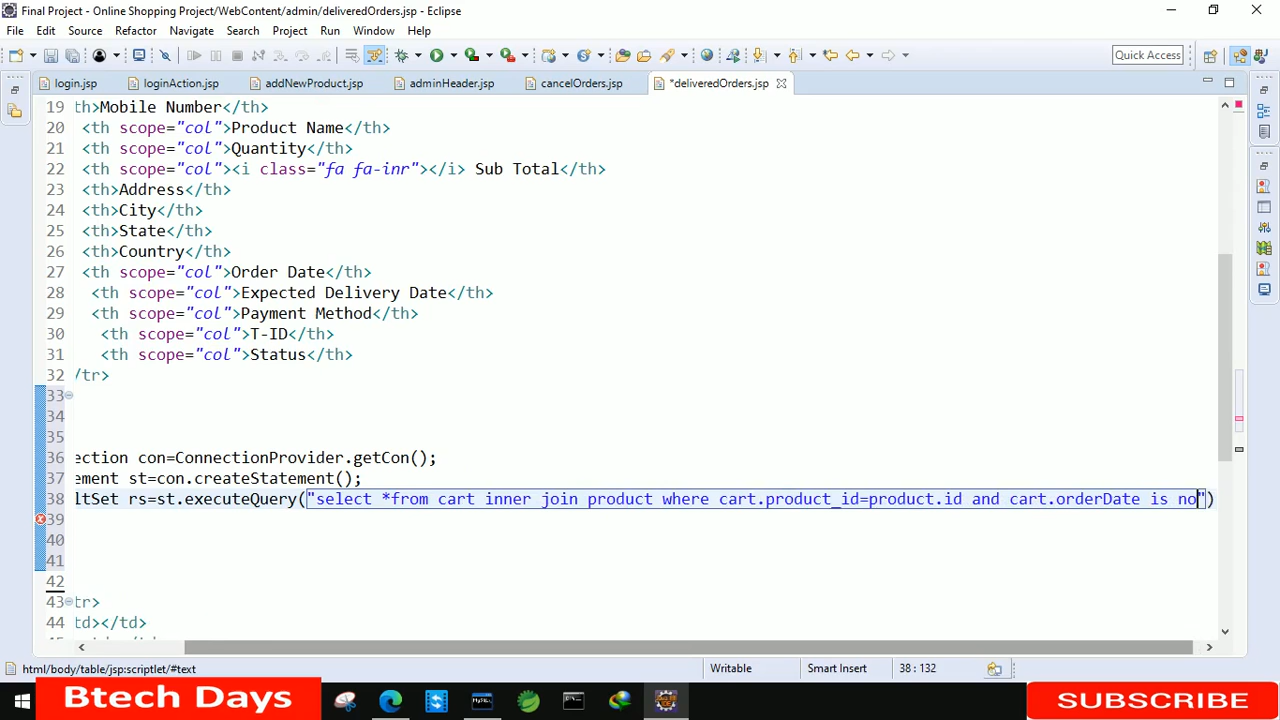 Final Project - Online Shopping Project/WebContent/admin/deliveredOrders.jsp - Eclipse
File Edit Source Refactor Navigate Search Project Run Window Help
Quick Access
login.jsp loginAction.jsp addNewProduct.jsp adminHeader.jsp cancelOrders.jsp *deliveredOrders.jsp
19 th>Mobile Number</th>
20 <th scope="col">Product Name</th>
21 <th scope="col">Quantity</th>
22 <th scope="col"><i class="fa fa-inr"></i> Sub Total</th>
23 <th>Address</th>
24 <th>City</th>
25 <th>State</th>
26 <th>Country</th>
27 <th scope="col">Order Date</th>
28 <th scope="col">Expected Delivery Date</th>
29 <th scope="col">Payment Method</th>
30 <th scope="col">T-ID</th>
31 <th scope="col">Status</th>
32 /tr>
33
34
35
36 ection con=ConnectionProvider.getCon();
37 ement st=con.createStatement();
38 ltSet rs=st.executeQuery("select *from cart inner join product where cart.product_id=product.id and cart.orderDate is no")
39
40
41
42
43 tr>
44 td></td>
html/body/table/jsp:scriptlet/#text Writable Smart Insert 38 : 132
Btech Days SUBSCRIBE